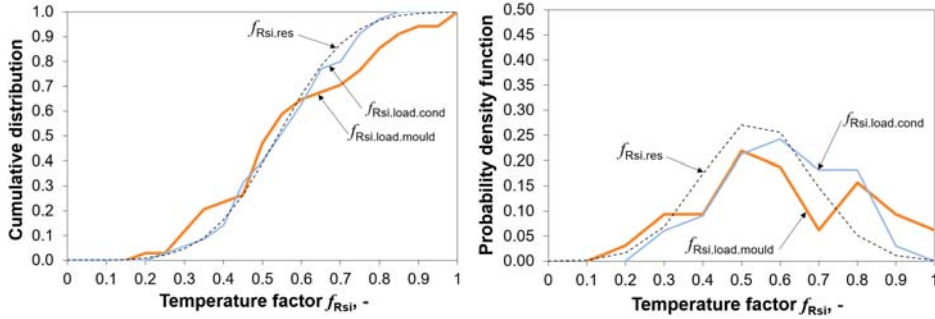 Cumulative distribution
1.0
0.9
0.8
0.7
0.6
0.5
0.4
0.3
0.2
0.1
0.0
fRsi.res
fRsi.load.cond
fRsi.load.mould
0 0.1 0.2 0.3 0.4 0.5 0.6 0.7 0.8 0.9 1
Temperature factor fRsi, -
Probability density function
0.50
0.45
0.40
0.35
0.30
0.25
0.20
0.15
0.10
0.05
0.00
fRsi.res
fRsi.load.cond
fRsi.load.mould
0 0.1 0.2 0.3 0.4 0.5 0.6 0.7 0.8 0.9 1
Temperature factor fRsi, -